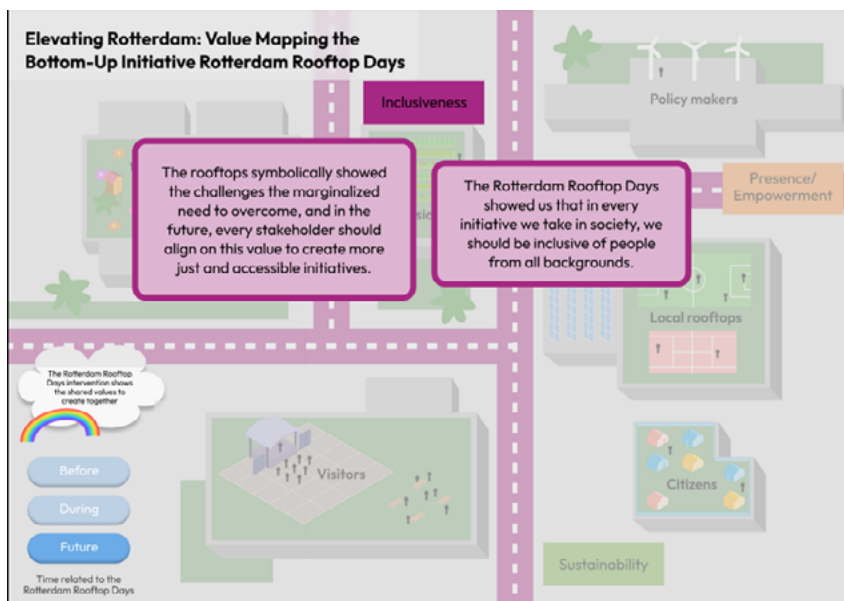 Elevating Rotterdam: Value Mapping the
Bottom-Up Initiative Rotterdam Rooftop Days
Inclusiveness
Policy makers
Presence/
Empowerment
The rooftops symbolically showed
the challenges the marginalized
need to overcome, and in the
future, every stakeholder should
align on this value to create more
just and accessible initiatives.
The Rotterdam Rooftop Days
showed us that in every
initiative we take in society, we
should be inclusive of people
from all backgrounds.
Local rooftops
The Rotterdam Rooftop
Days intervention shows
the shared values to
create together
Before
During
Future
Time related to the
Rotterdam Rooftop Days
Visitors
Citizens
Sustainability